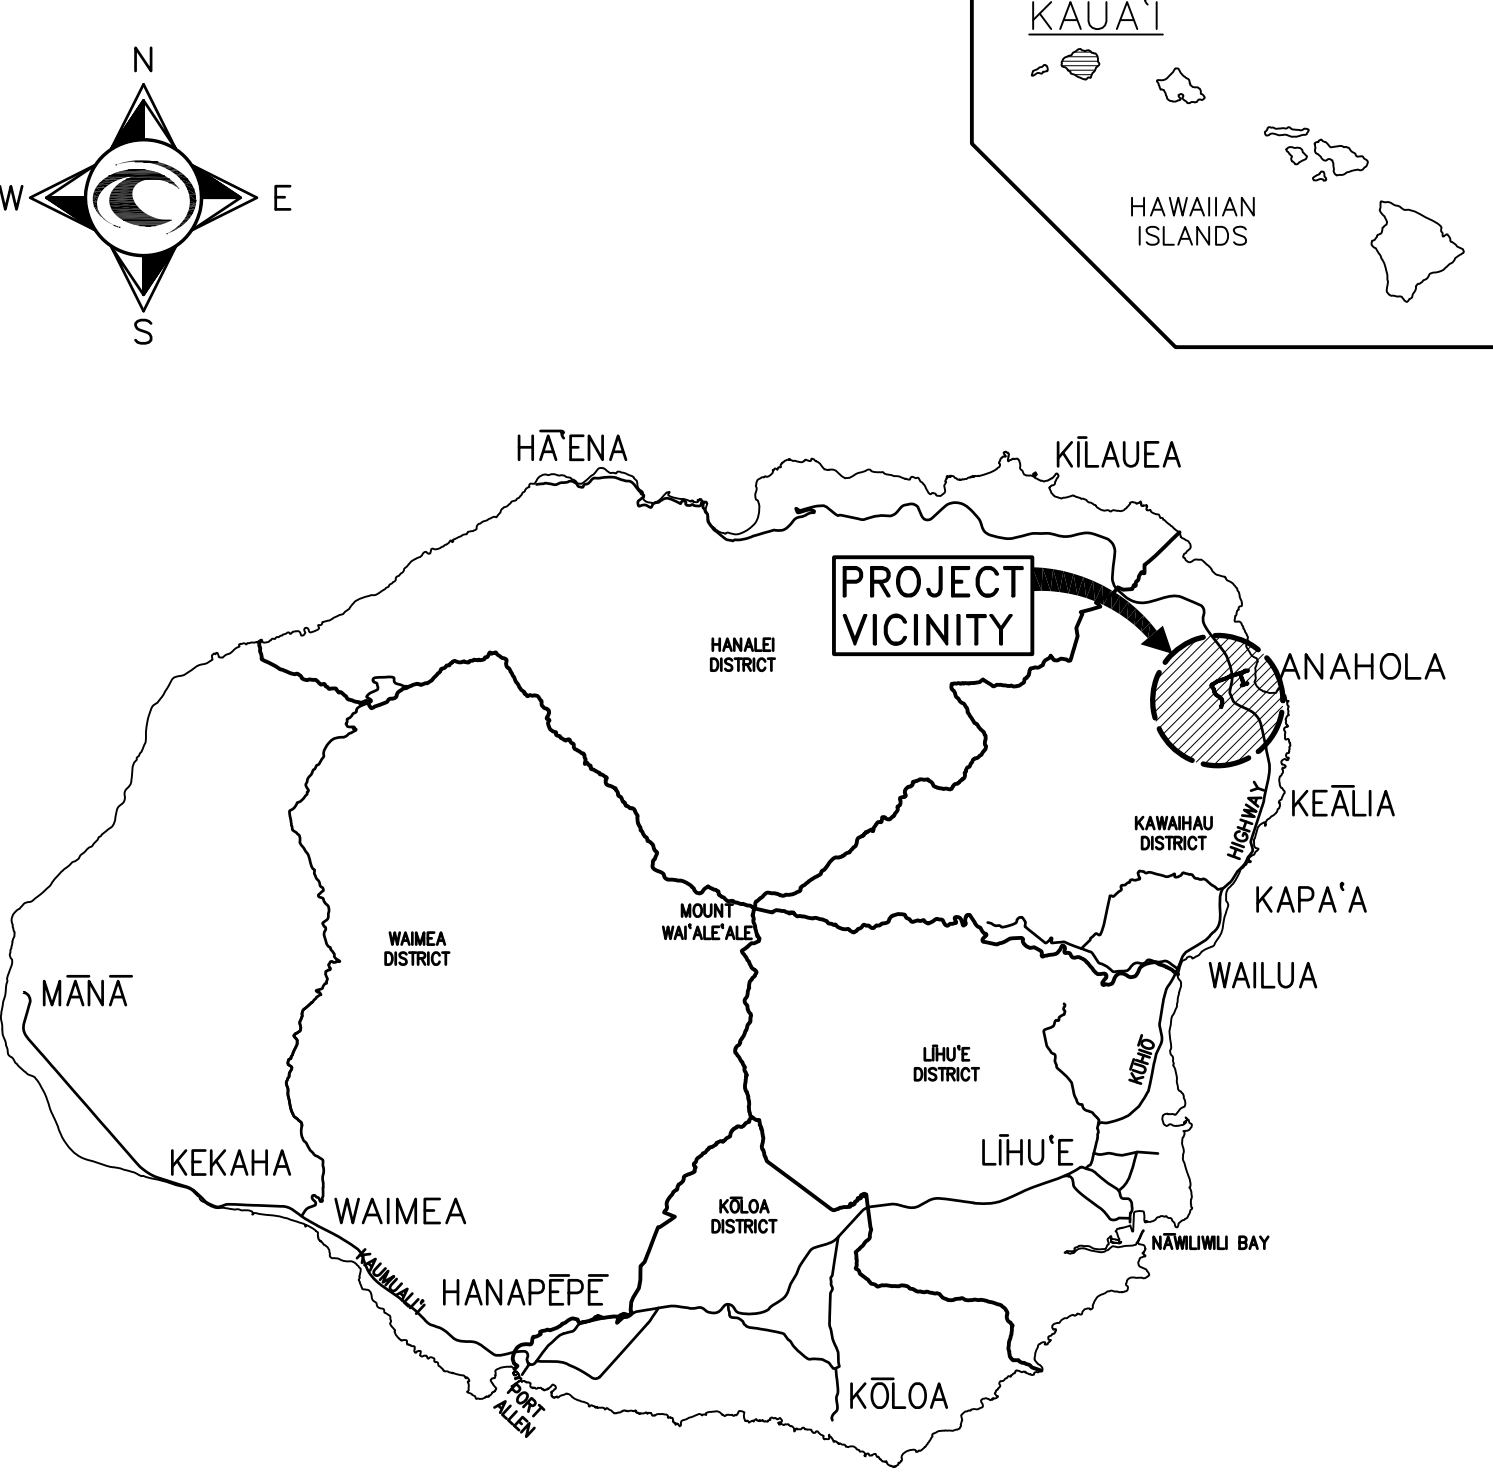 KAUAʻI
N
W
E
S
HAWAIIAN
ISLANDS
HĀʻENA
KĪLAUEA
PROJECT
VICINITY
HANALEI
DISTRICT
ANAHOLA
KEĀLIA
HIGHWAY
KAWAIHAU
DISTRICT
KAPAʻA
MOUNT
WAIʻALEʻALE
WAIMEA
DISTRICT
WAILUA
MĀNĀ
KŪHIŌ
LĪHUʻE
DISTRICT
LĪHUʻE
KEKAHA
WAIMEA
KŌLOA
DISTRICT
NĀWILIWILI BAY
KAUMUALIʻI
HANAPĒPĒ
KŌLOA
PORT
ALLEN